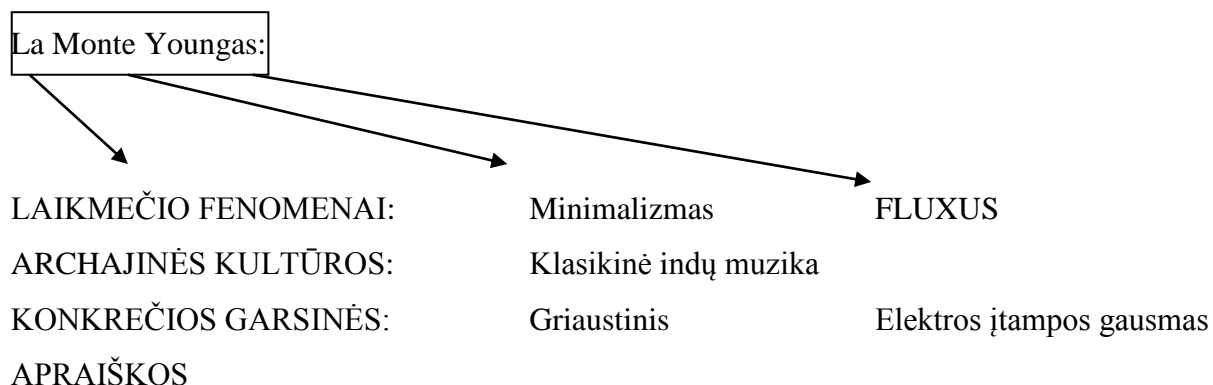 La Monte Youngas:
LAIKMEČIO FENOMENAI: Minimalizmas FLUXUS
ARCHAJINĖS KULTŪROS: Klasikinė indų muzika
KONKREČIOS GARSINĖS: Griaustinis Elektros įtampos gausmas
APRAIŠKOS